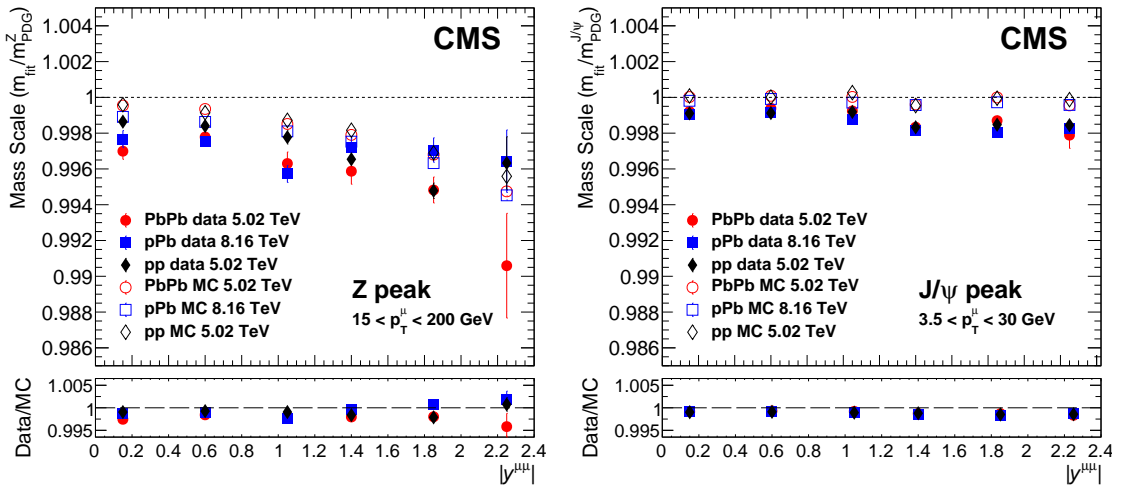 1.004
1.002
1
0.998
0.996
0.994
0.992
0.99
0.988
0.986
Mass Scale (m_fit/m^Z_PDG)
CMS
PbPb data 5.02 TeV
pPb data 8.16 TeV
pp data 5.02 TeV
PbPb MC 5.02 TeV
pPb MC 8.16 TeV
pp MC 5.02 TeV
Z peak
15 < p_T^μ < 200 GeV
1.005
1
0.995
Data/MC
0 0.2 0.4 0.6 0.8 1 1.2 1.4 1.6 1.8 2 2.2 2.4
|y^μμ|
1.004
1.002
1
0.998
0.996
0.994
0.992
0.99
0.988
0.986
Mass Scale (m_fit/m^J/ψ_PDG)
CMS
PbPb data 5.02 TeV
pPb data 8.16 TeV
pp data 5.02 TeV
PbPb MC 5.02 TeV
pPb MC 8.16 TeV
pp MC 5.02 TeV
J/ψ peak
3.5 < p_T^μ < 30 GeV
1.005
1
0.995
Data/MC
0 0.2 0.4 0.6 0.8 1 1.2 1.4 1.6 1.8 2 2.2 2.4
|y^μμ|